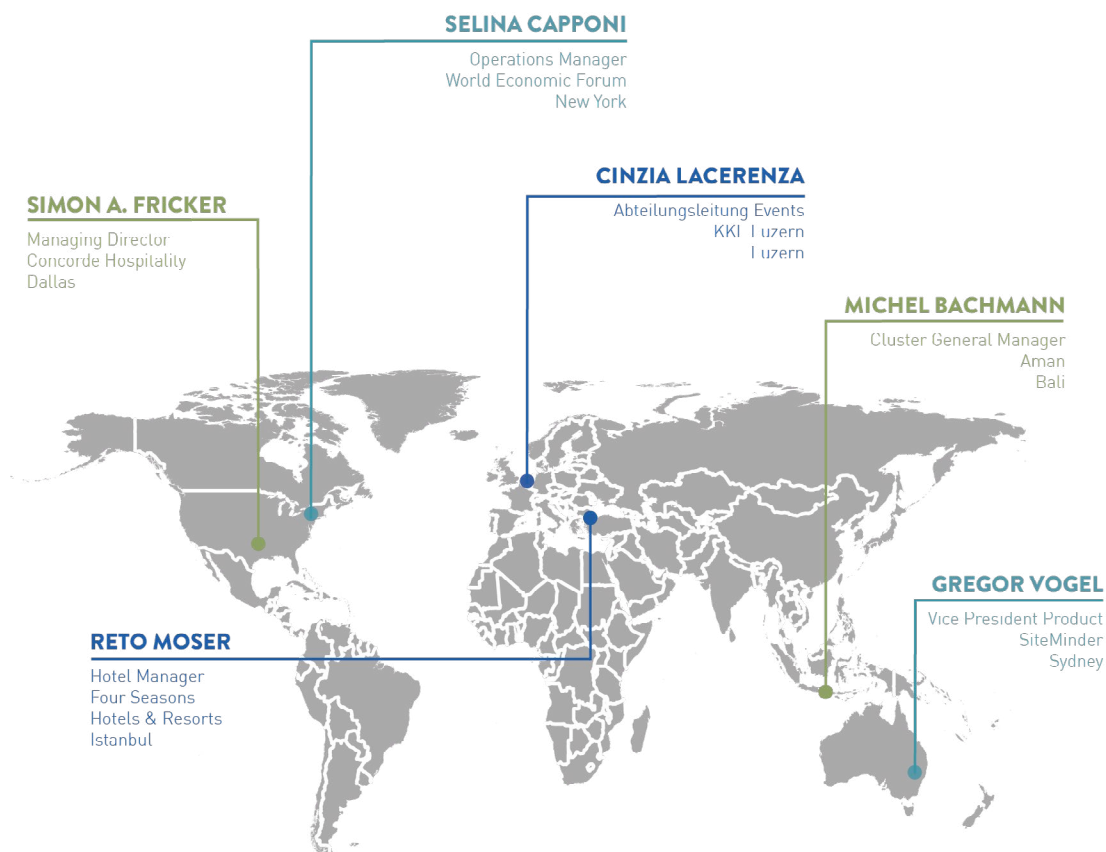 SELINA CAPPONI
Operations Manager
World Economic Forum
New York
CINZIA LACERENZA
Abteilungsleitung Events
KKL Luzern
Luzern
SIMON A. FRICKER
Managing Director
Concorde Hospitality
Dallas
MICHEL BACHMANN
Cluster General Manager
Aman
Bali
GREGOR VOGEL
Vice President Product
SiteMinder
Sydney
RETO MOSER
Hotel Manager
Four Seasons
Hotels & Resorts
Istanbul